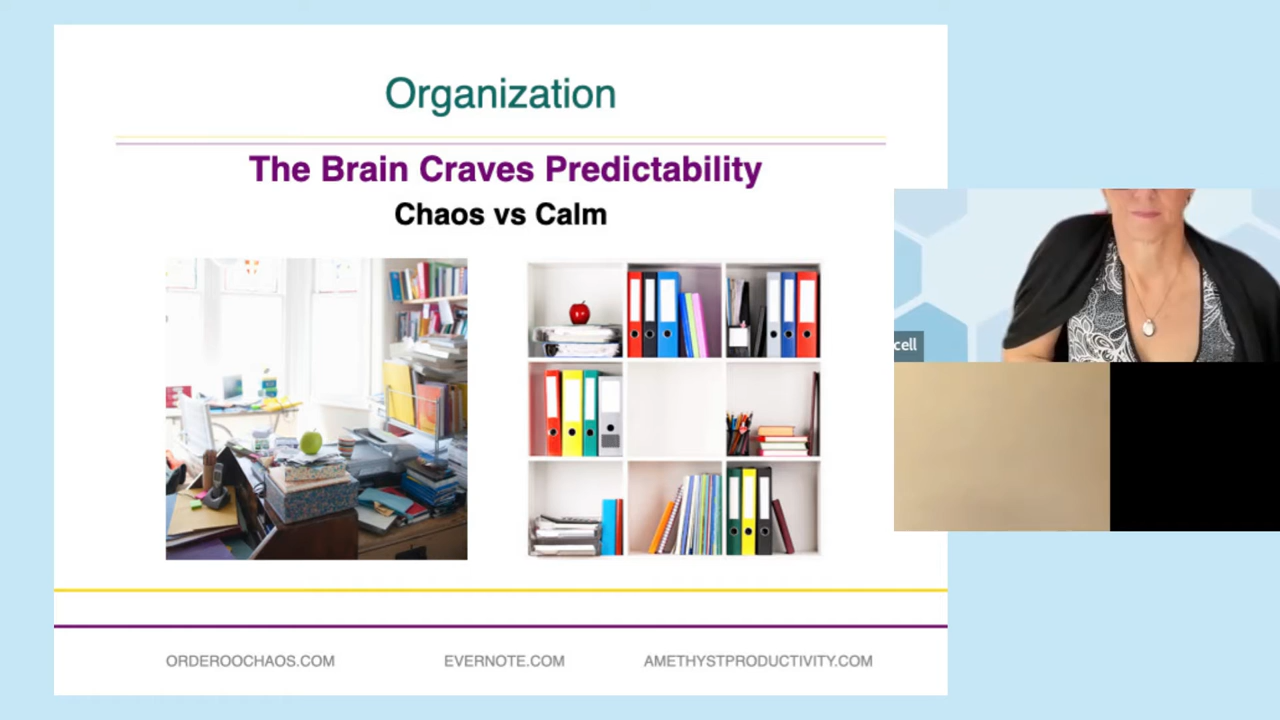 Organization
The Brain Craves Predictability
Chaos vs Calm
cell
ORDEROOCHAOS.COM
EVERNOTE.COM
AMETHYSTPRODUCTIVITY.COM